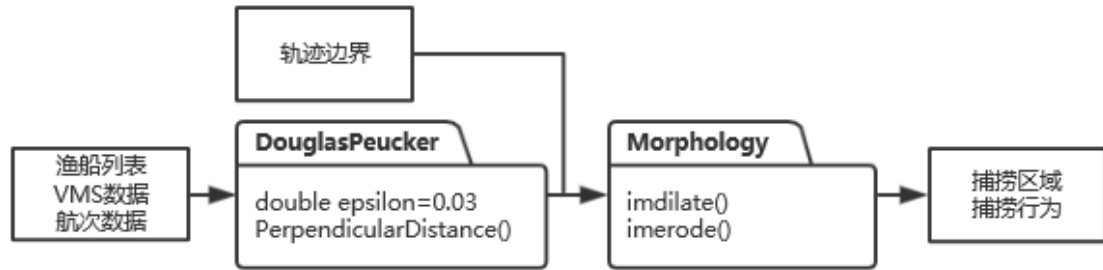 轨迹边界
渔船列表
VMS数据
航次数据
DouglasPeucker
double epsilon=0.03
PerpendicularDistance()
Morphology
imdilate()
imerode()
捕捞区域
捕捞行为